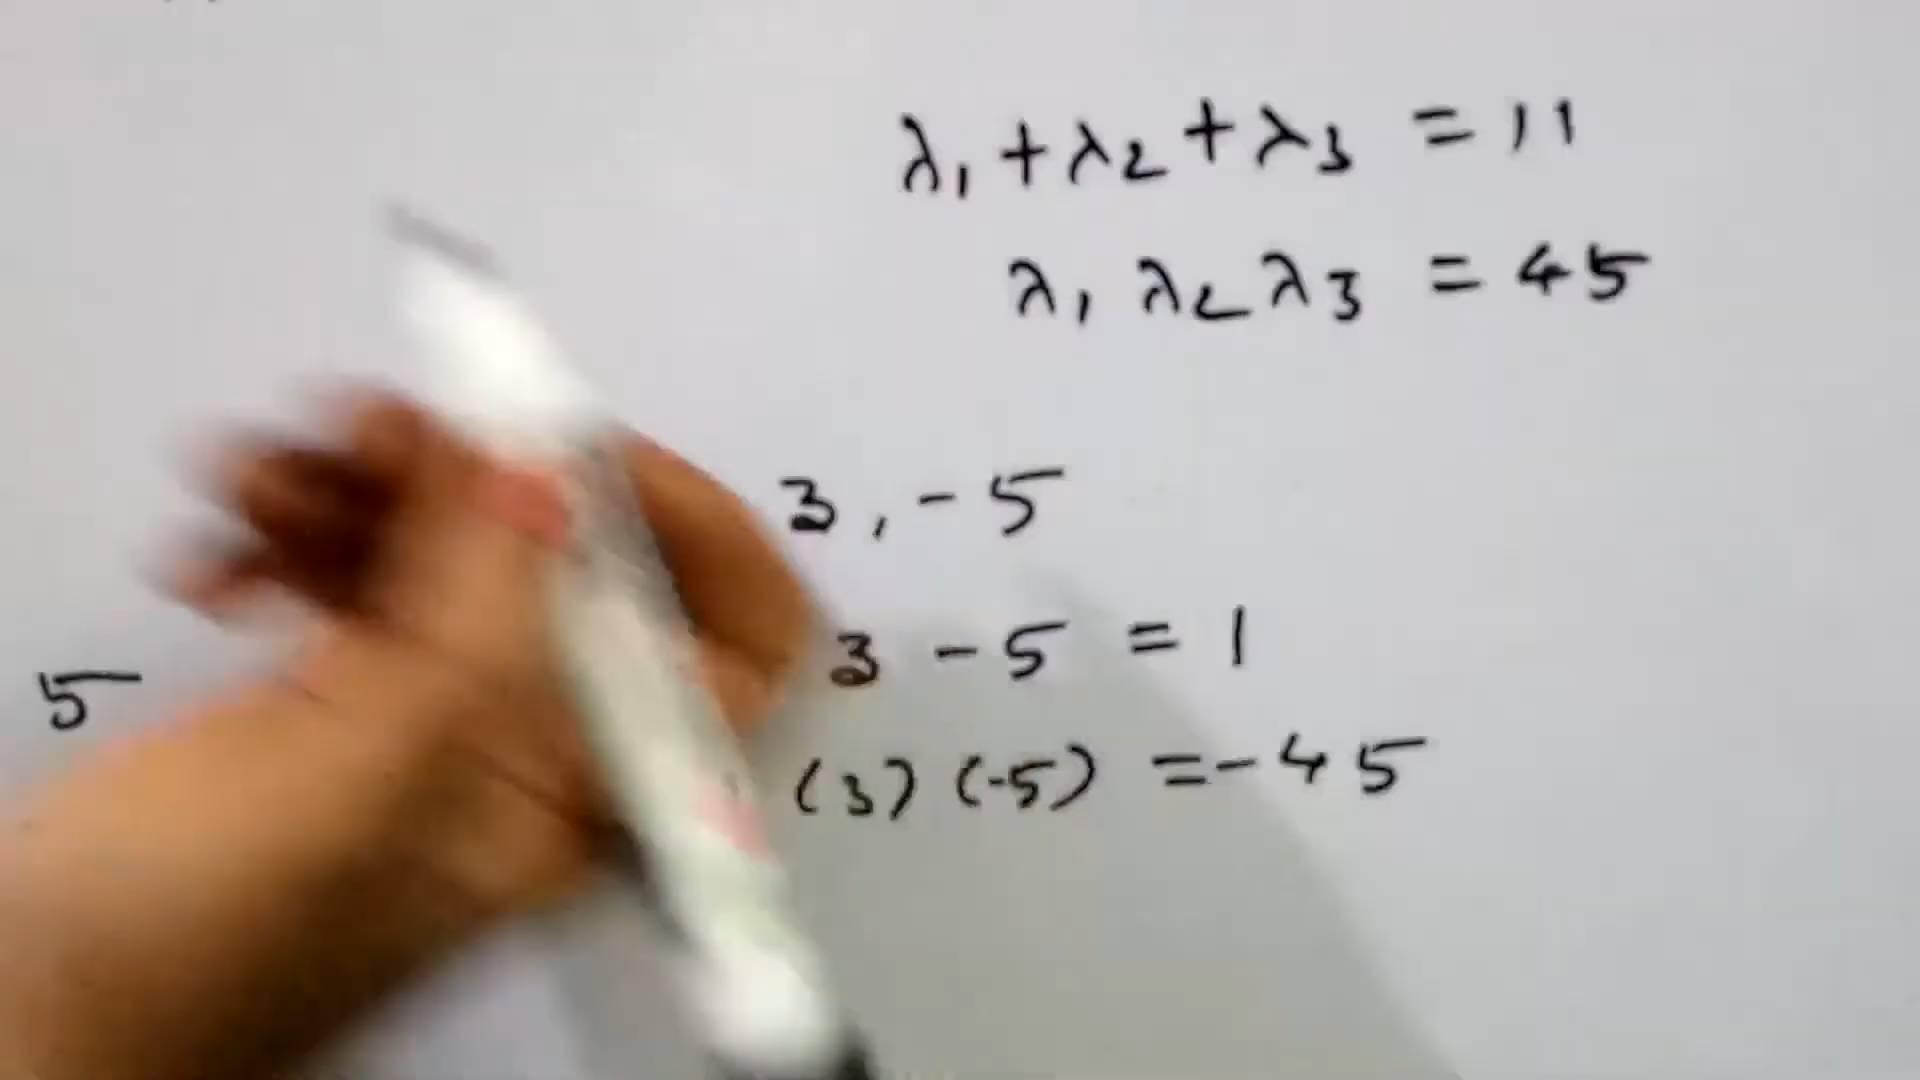 λ₁ + λ₂ + λ₃ = 11
λ₁ λ₂ λ₃ = 45
3 , - 5
3 - 5 = 1
5
(3) (-5) = - 45